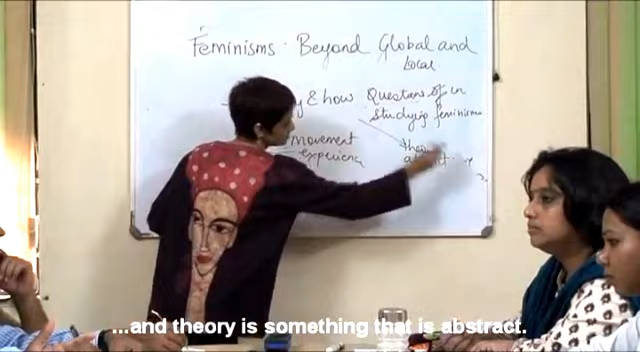 Feminisms . Beyond Global and
Local
& how Questions of in
Studying feminisms
movement
experienc
...and theory is something that is abstract.